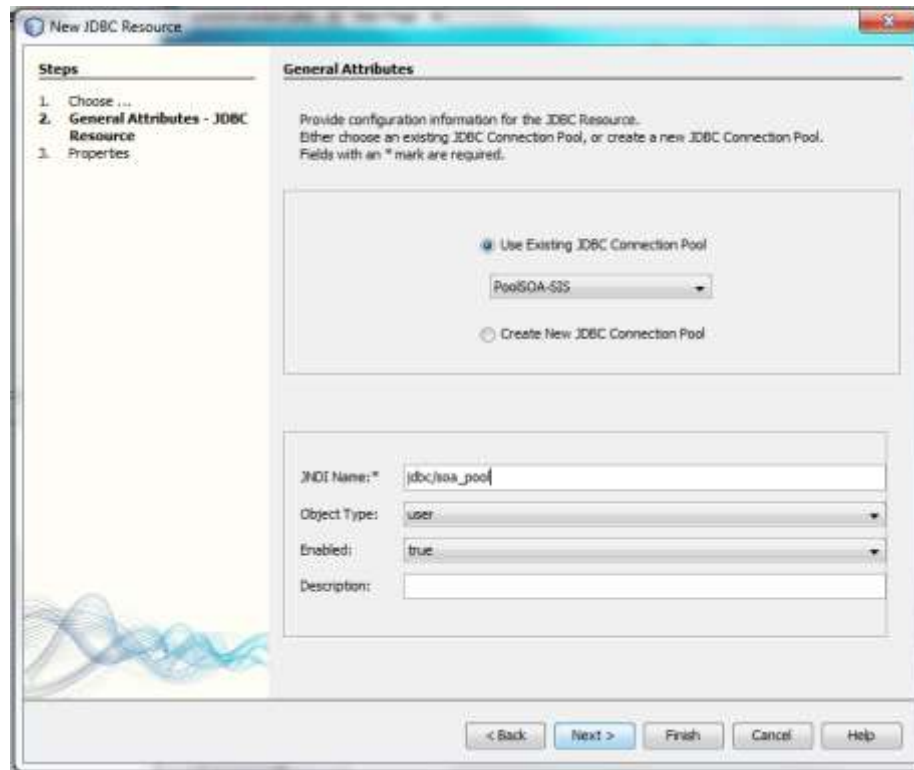 New JDBC Resource
Steps
1. Choose ...
2. General Attributes - JDBC
Resource
3. Properties
General Attributes
Provide configuration information for the JDBC Resource.
Either choose an existing JDBC Connection Pool, or create a new JDBC Connection Pool.
Fields with an * mark are required.
Use Existing JDBC Connection Pool
PoolSOA-SIS
Create New JDBC Connection Pool
JNDI Name:* jdbc/soa_pool
Object Type: user
Enabled: true
Description:
< Back Next > Finish Cancel Help